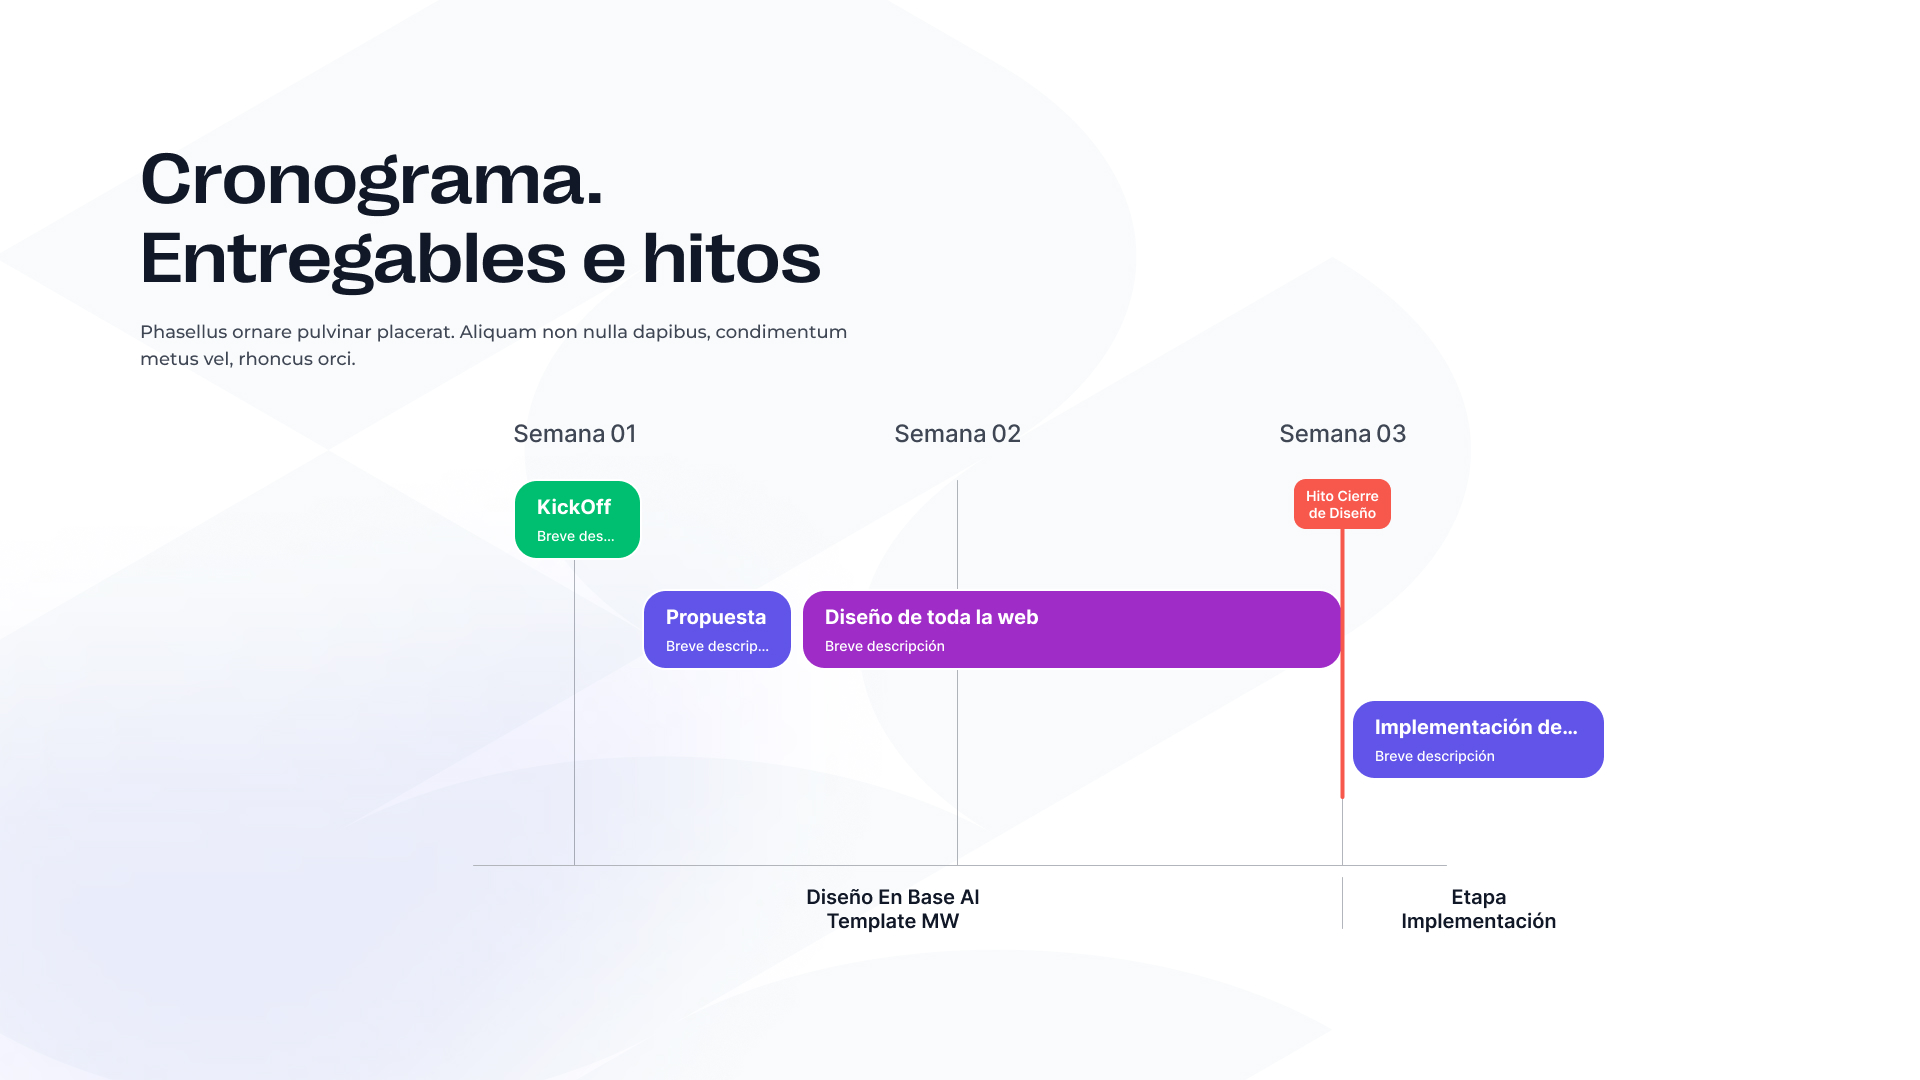 Cronograma.
Entregables e hitos
Phasellus ornare pulvinar placerat. Aliquam non nulla dapibus, condimentum
metus vel, rhoncus orci.
Semana 01
Semana 02
Semana 03
KickOff
Breve des...
Hito Cierre
de Diseño
Propuesta
Breve descrip...
Diseño de toda la web
Breve descripción
Implementación de...
Breve descripción
Diseño En Base Al
Template MW
Etapa
Implementación